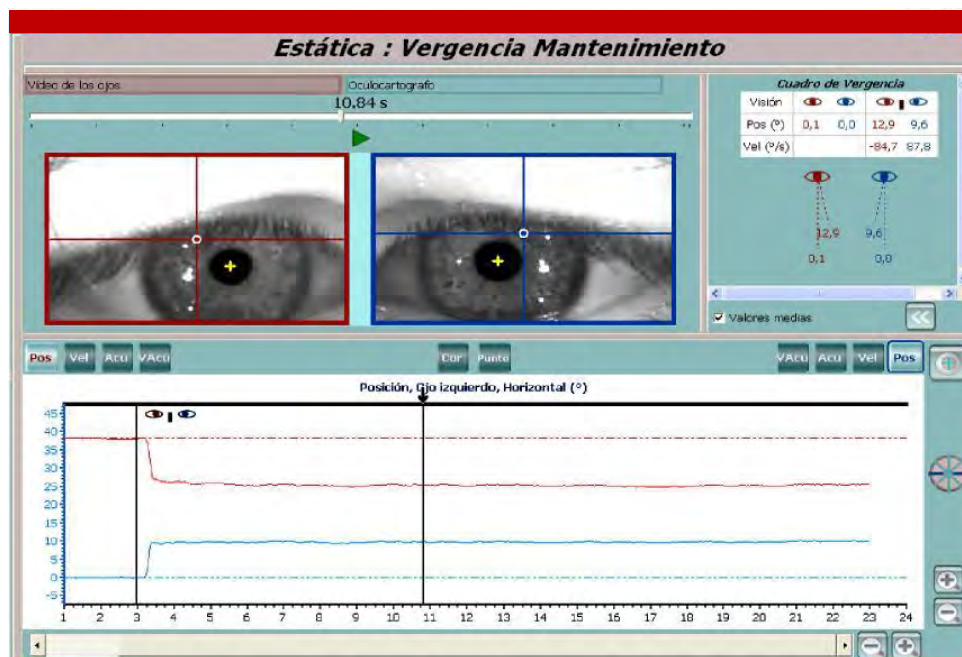 Estática : Vergencia Mantenimiento
Vídeo de los ojos
Oculocartografo
10,84 s
Cuadro de Vergencia
Visión
Pos (º) 0,1 0,0 12,9 9,6
Vel (º/s) -84,7 87,8
12,9 9,6
0,1 0,0
Valores medias
<<
Pos Vel Acu VAcu Cor Punto VAcu Acu Vel Pos
Posición, Ojo izquierdo, Horizontal (º)
45
40
35
30
25
20
15
10
5
0
-5
1 2 3 4 5 6 7 8 9 10 11 12 13 14 15 16 17 18 19 20 21 22 23 24